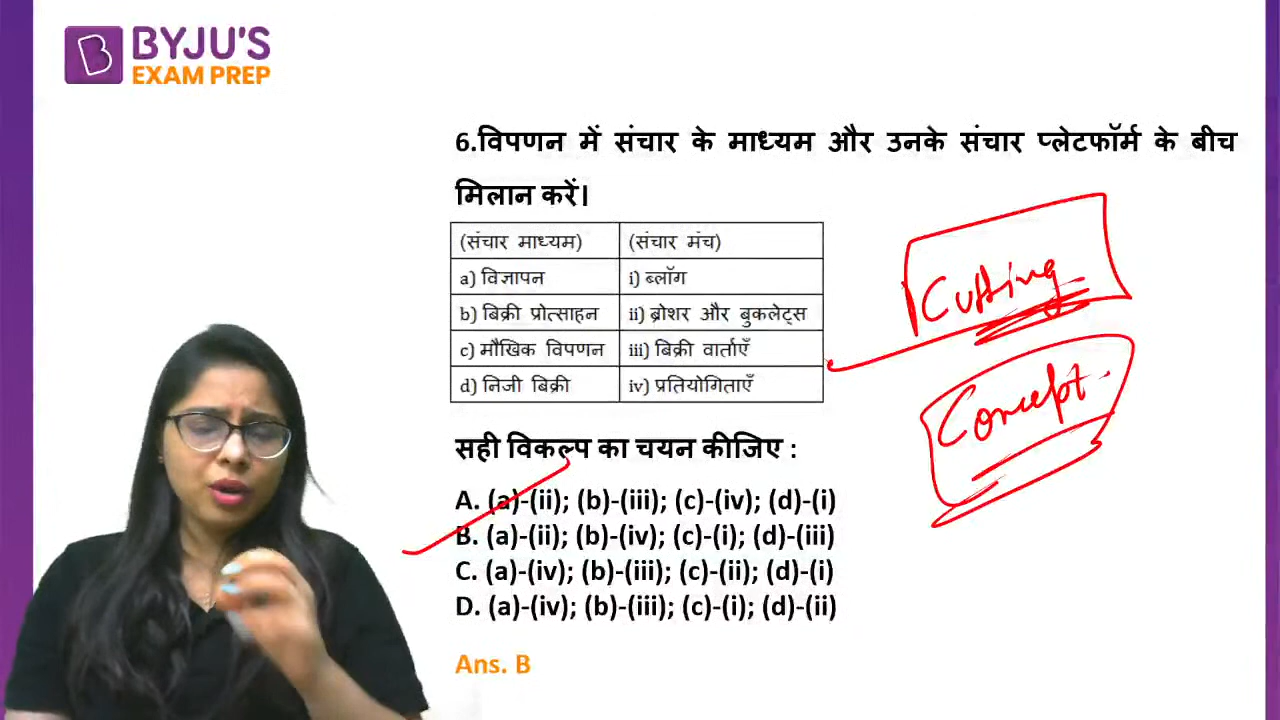 BYJU'S
EXAM PREP
6.विपणन में संचार के माध्यम और उनके संचार प्लेटफॉर्म के बीच
मिलान करें।
(संचार माध्यम) (संचार मंच)
a) विज्ञापन i) ब्लॉग
b) बिक्री प्रोत्साहन ii) ब्रोशर और बुकलेट्स
c) मौखिक विपणन iii) बिक्री वार्ताएँ
d) निजी बिक्री iv) प्रतियोगिताएँ
Cutting
Concept
सही विकल्प का चयन कीजिए :
A. (a)-(ii); (b)-(iii); (c)-(iv); (d)-(i)
B. (a)-(ii); (b)-(iv); (c)-(i); (d)-(iii)
C. (a)-(iv); (b)-(iii); (c)-(ii); (d)-(i)
D. (a)-(iv); (b)-(iii); (c)-(i); (d)-(ii)
Ans. B